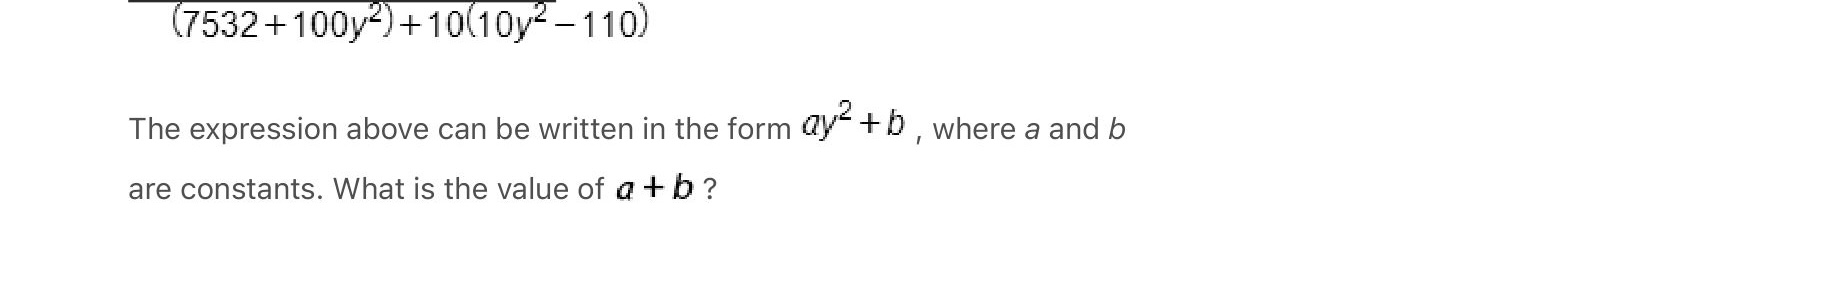 (7532+100y²)+10(10y²−110)
The expression above can be written in the form ay²+b, where a and b
are constants. What is the value of a+b?